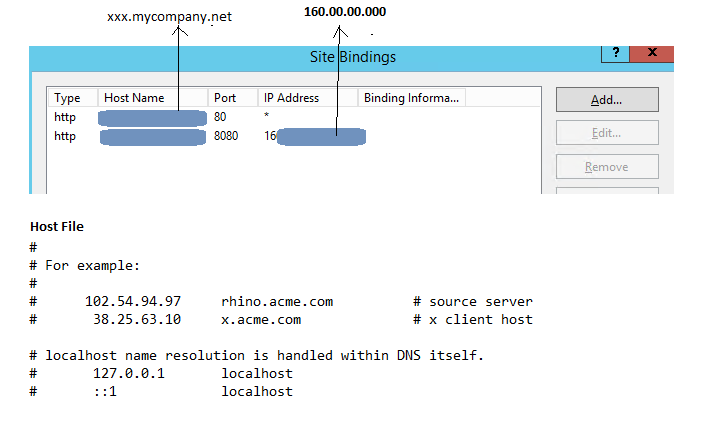 xxx.mycompany.net 160.00.00.000
Site Bindings
? x
Type Host Name Port IP Address Binding Informa...
http 80 *
http 8080 16
Add...
Edit...
Remove
Host File
#
# For example:
#
# 102.54.94.97 rhino.acme.com # source server
# 38.25.63.10 x.acme.com # x client host
# localhost name resolution is handled within DNS itself.
# 127.0.0.1 localhost
# ::1 localhost